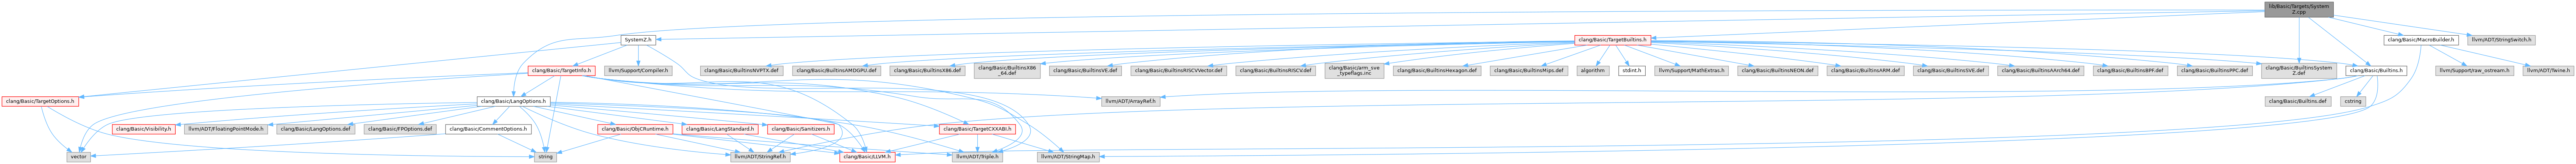 lib/Basic/Targets/System
Z.cpp
SystemZ.h
clang/Basic/TargetBuiltins.h
clang/Basic/MacroBuilder.h
llvm/ADT/StringSwitch.h
clang/Basic/TargetInfo.h
llvm/Support/Compiler.h
clang/Basic/BuiltinsNVPTX.def
clang/Basic/BuiltinsAMDGPU.def
clang/Basic/BuiltinsX86.def
clang/Basic/BuiltinsX86
_64.def
clang/Basic/BuiltinsVE.def
clang/Basic/BuiltinsRISCVVector.def
clang/Basic/BuiltinsRISCV.def
clang/Basic/arm_sve
_typeflags.inc
clang/Basic/BuiltinsHexagon.def
clang/Basic/BuiltinsMips.def
algorithm
stdint.h
llvm/Support/MathExtras.h
clang/Basic/BuiltinsNEON.def
clang/Basic/BuiltinsARM.def
clang/Basic/BuiltinsSVE.def
clang/Basic/BuiltinsAArch64.def
clang/Basic/BuiltinsBPF.def
clang/Basic/BuiltinsPPC.def
clang/Basic/BuiltinsSystem
Z.def
clang/Basic/Builtins.h
llvm/Support/raw_ostream.h
llvm/ADT/Twine.h
clang/Basic/TargetOptions.h
clang/Basic/LangOptions.h
llvm/ADT/ArrayRef.h
clang/Basic/Builtins.def
cstring
clang/Basic/Visibility.h
llvm/ADT/FloatingPointMode.h
clang/Basic/LangOptions.def
clang/Basic/FPOptions.def
clang/Basic/CommentOptions.h
clang/Basic/ObjCRuntime.h
clang/Basic/LangStandard.h
clang/Basic/Sanitizers.h
clang/Basic/TargetCXXABI.h
vector
string
llvm/ADT/StringRef.h
clang/Basic/LLVM.h
llvm/ADT/Triple.h
llvm/ADT/StringMap.h